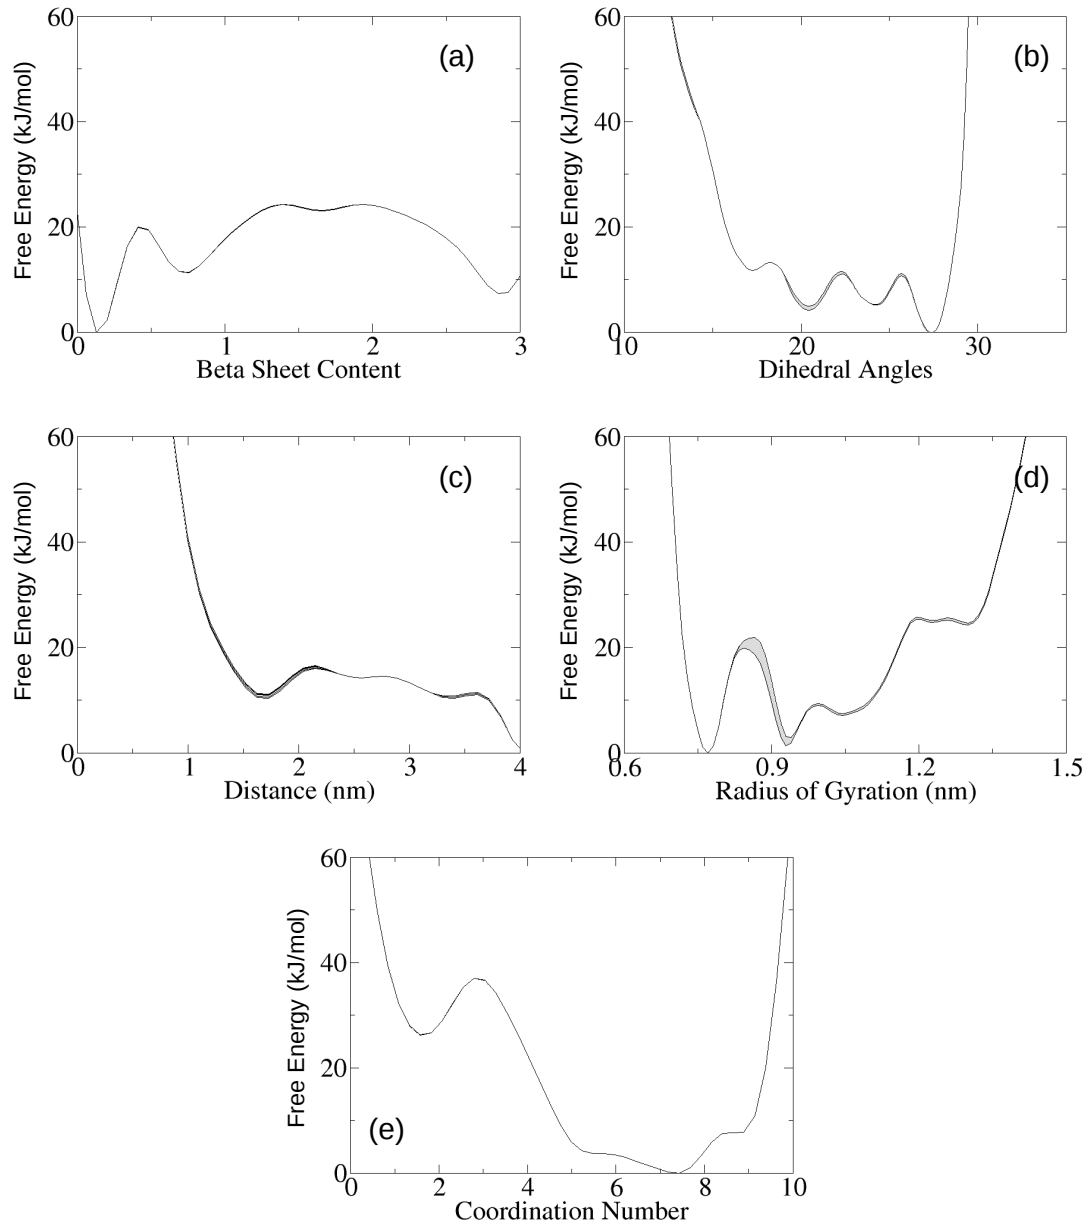 60
40
20
0
Free Energy (kJ/mol)
(a)
0 1 2 3
Beta Sheet Content
60
40
20
0
Free Energy (kJ/mol)
(b)
10 20 30
Dihedral Angles
60
40
20
0
Free Energy (kJ/mol)
(c)
1 2 3 4
Distance (nm)
60
40
20
0
Free Energy (kJ/mol)
(d)
0.6 0.9 1.2 1.5
Radius of Gyration (nm)
60
40
20
0
Free Energy (kJ/mol)
(e)
0 2 4 6 8 10
Coordination Number